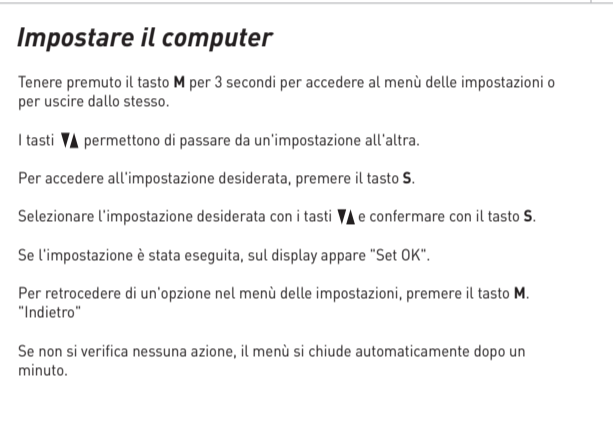 Impostare il computer
Tenere premuto il tasto M per 3 secondi per accedere al menù delle impostazioni o
per uscire dallo stesso.
I tasti ▼▲ permettono di passare da un'impostazione all'altra.
Per accedere all'impostazione desiderata, premere il tasto S.
Selezionare l'impostazione desiderata con i tasti ▼▲ e confermare con il tasto S.
Se l'impostazione è stata eseguita, sul display appare "Set OK".
Per retrocedere di un'opzione nel menù delle impostazioni, premere il tasto M.
"Indietro"
Se non si verifica nessuna azione, il menù si chiude automaticamente dopo un
minuto.